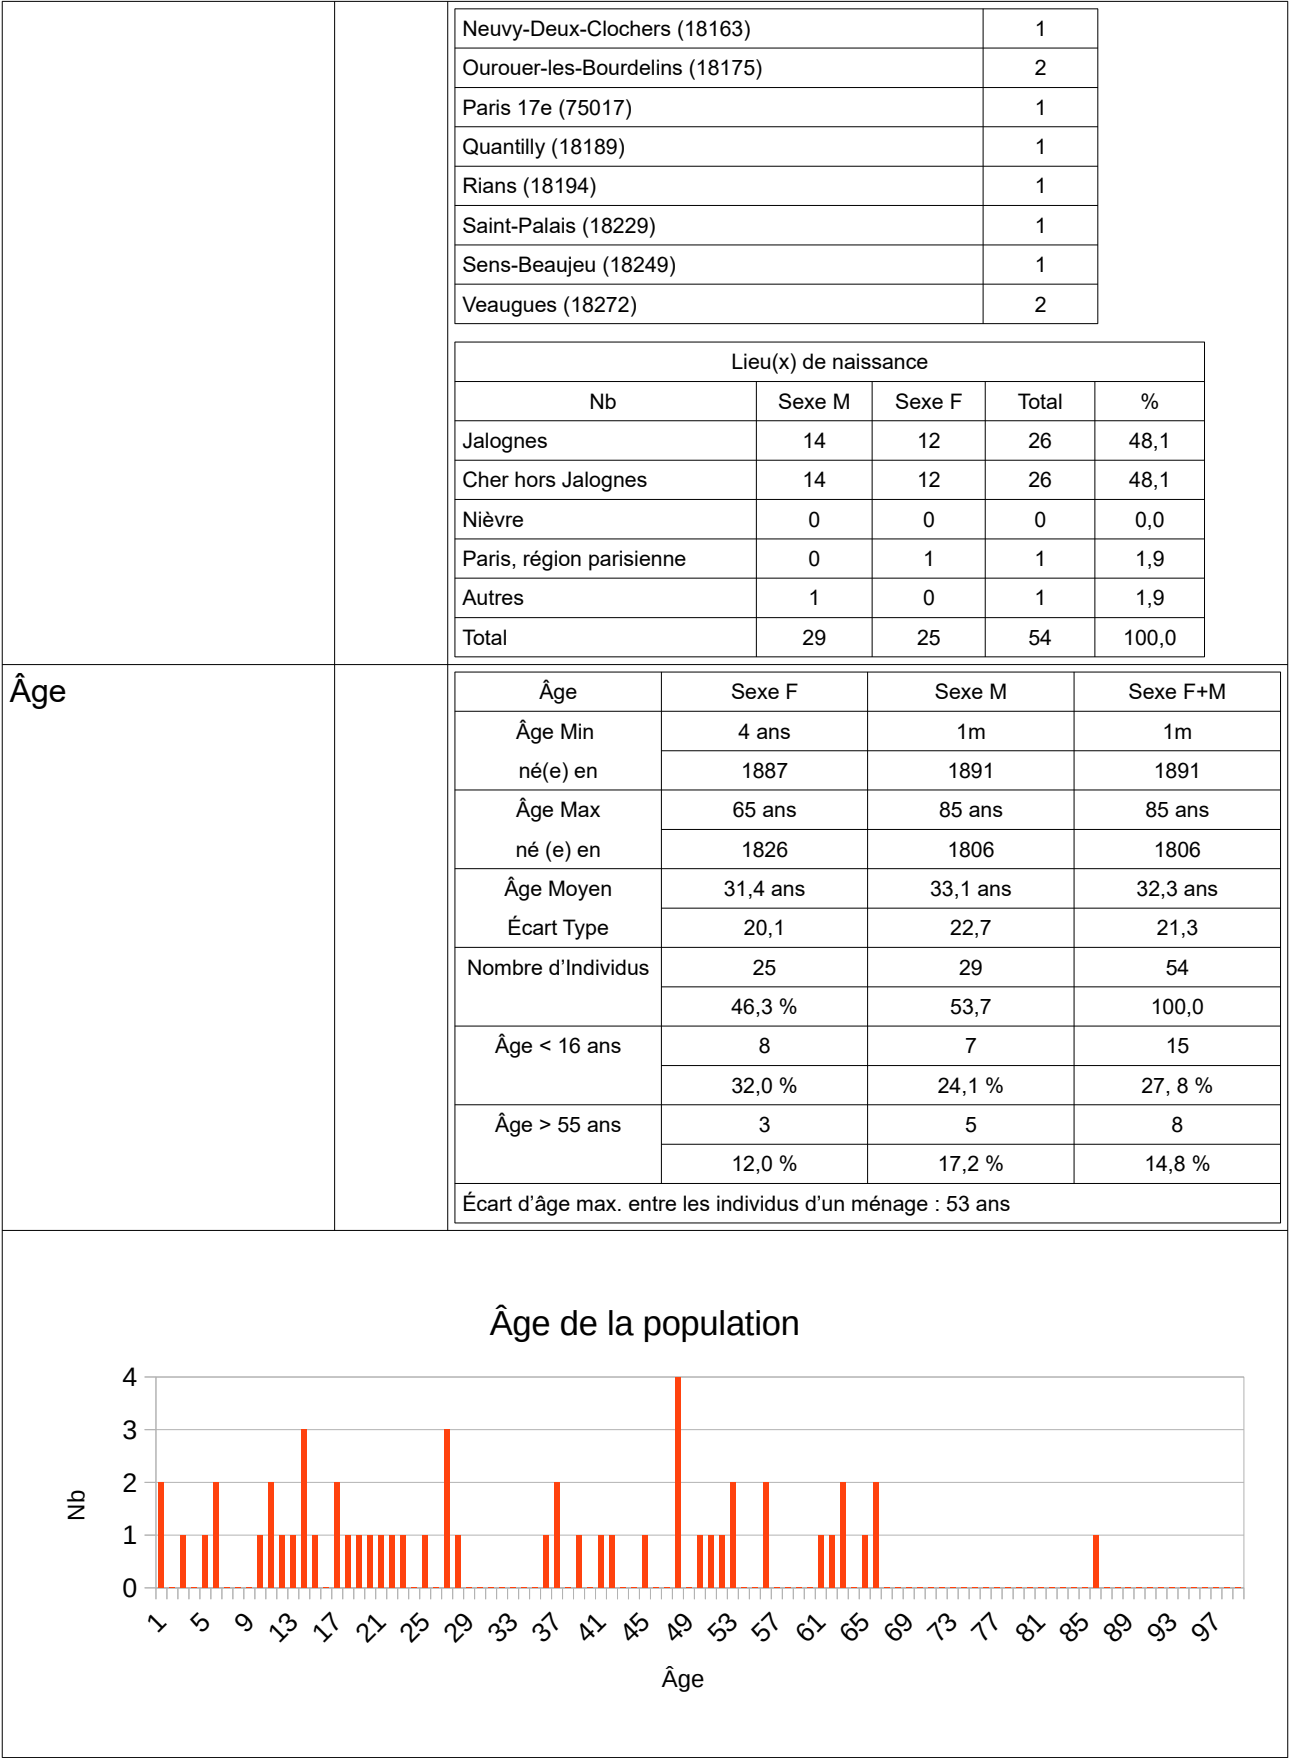 Neuvy-Deux-Clochers (18163) 1
Ourouer-les-Bourdelins (18175) 2
Paris 17e (75017) 1
Quantilly (18189) 1
Rians (18194) 1
Saint-Palais (18229) 1
Sens-Beaujeu (18249) 1
Veaugues (18272) 2
Lieu(x) de naissance
Nb Sexe M Sexe F Total %
Jalognes 14 12 26 48,1
Cher hors Jalognes 14 12 26 48,1
Nièvre 0 0 0 0,0
Paris, région parisienne 0 1 1 1,9
Autres 1 0 1 1,9
Total 29 25 54 100,0
Âge
Âge Sexe F Sexe M Sexe F+M
Âge Min 4 ans 1m 1m
né(e) en 1887 1891 1891
Âge Max 65 ans 85 ans 85 ans
né (e) en 1826 1806 1806
Âge Moyen 31,4 ans 33,1 ans 32,3 ans
Écart Type 20,1 22,7 21,3
Nombre d'Individus 25 29 54
46,3 % 53,7 100,0
Âge < 16 ans 8 7 15
32,0 % 24,1 % 27, 8 %
Âge > 55 ans 3 5 8
12,0 % 17,2 % 14,8 %
Écart d'âge max. entre les individus d'un ménage : 53 ans
Âge de la population
4
3
2
1
0
Nb
1 5 9 13 17 21 25 29 33 37 41 45 49 53 57 61 65 69 73 77 81 85 89 93 97
Âge